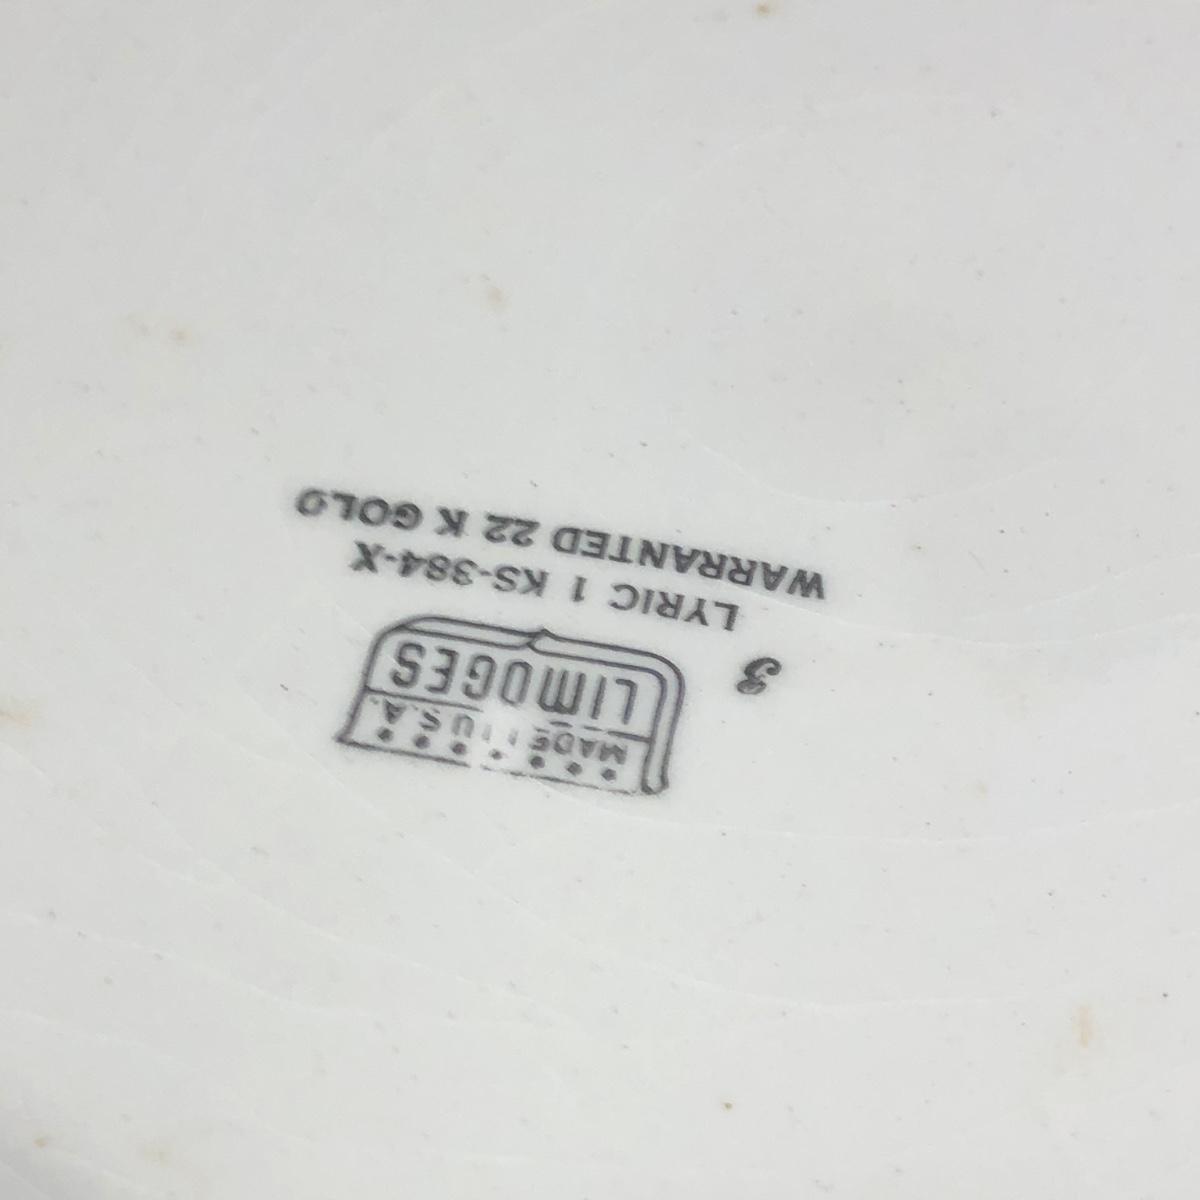 MADE IN U.S.A.
LIMOGES
3
LYRIC 1 KS-384-X
WARRANTED 22 K GOLD